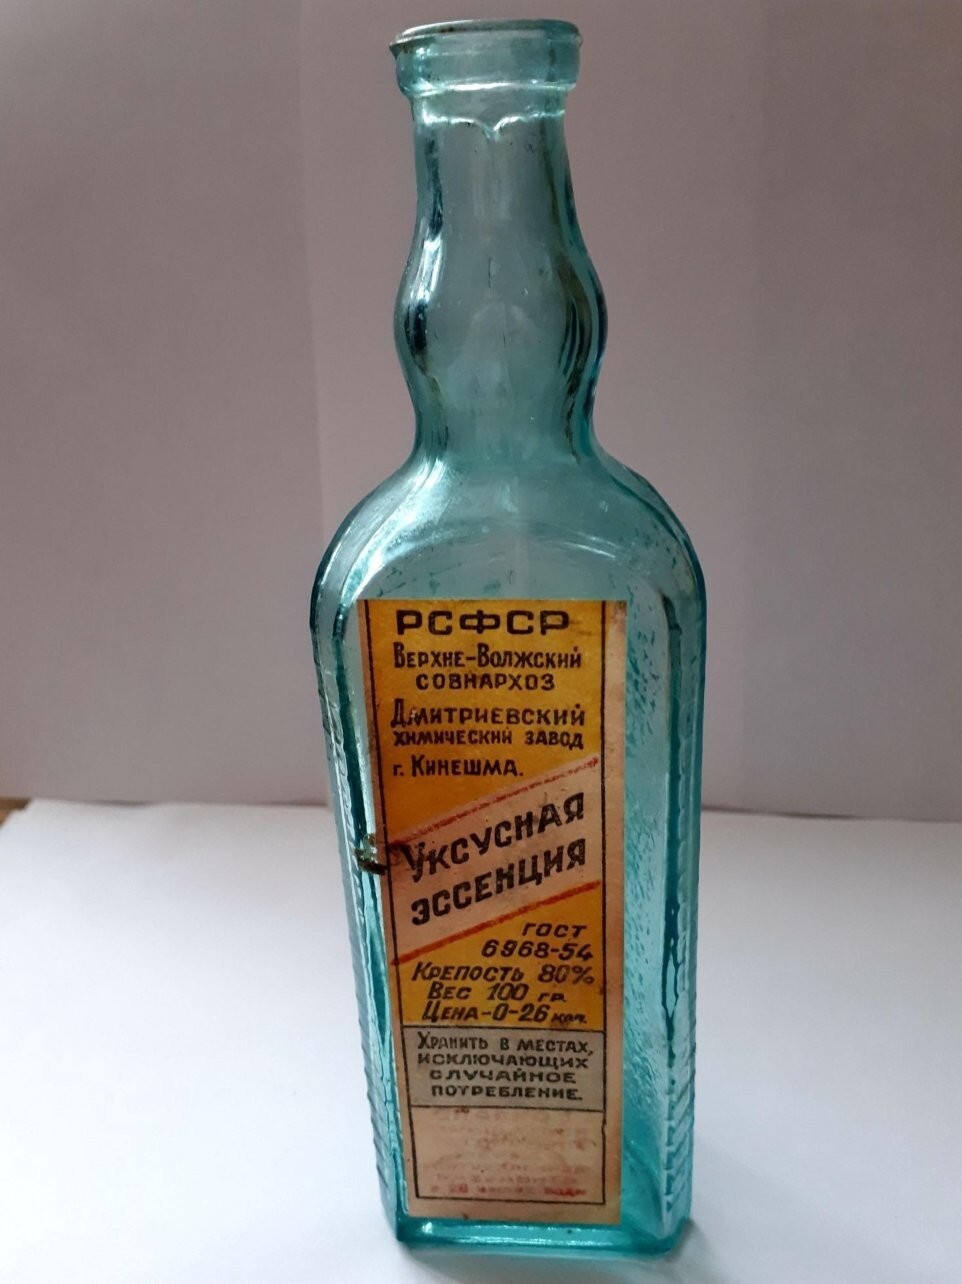 РСФСР
Верхне-Волжский
совнархоз
Дмитриевский
химический завод
г. Кинешма.
Уксусная
эссенция
ГОСТ
6968-54
Крепость 80%
Вес 100 гр.
Цена-0-26 коп.
Хранить в местах,
исключающих
случайное
потребление.